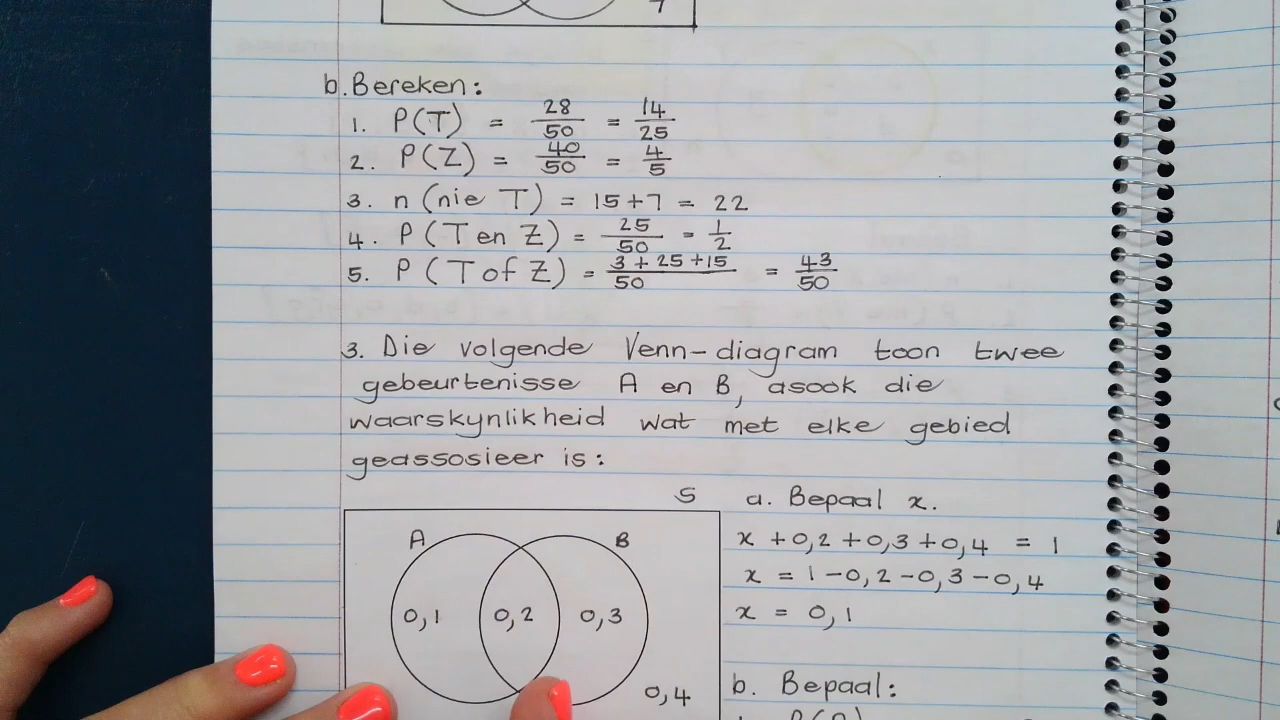 7
b. Bereken:
1. P(T) = 28/50 = 14/25
2. P(Z) = 40/50 = 4/5
3. n (nie T) = 15 + 7 = 22
4. P (T en Z) = 25/50 = 1/2
5. P (T of Z) = 3 + 25 + 15/50 = 43/50
3. Die volgende Venn-diagram toon twee
gebeurtenisse A en B, asook die
waarskynlikheid wat met elke gebied
geassosieer is:
S
A B
0,1 0,2 0,3
0,4
a. Bepaal x.
x + 0,2 + 0,3 + 0,4 = 1
x = 1 - 0,2 - 0,3 - 0,4
x = 0,1
b. Bepaal: